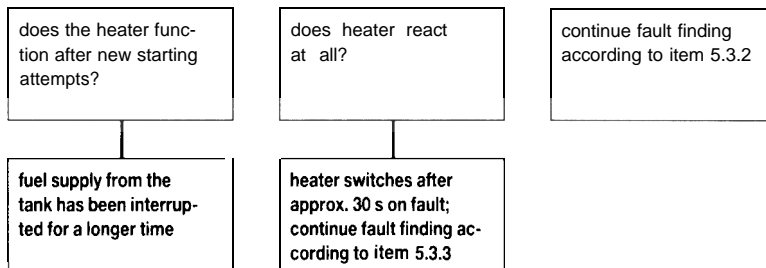 does the heater func-
tion after new starting
attempts?
does heater react
at all?
continue fault finding
according to item 5.3.2
fuel supply from the
tank has been interrup-
ted for a longer time
heater switches after
approx. 30 s on fault;
continue fault finding ac-
cording to item 5.3.3